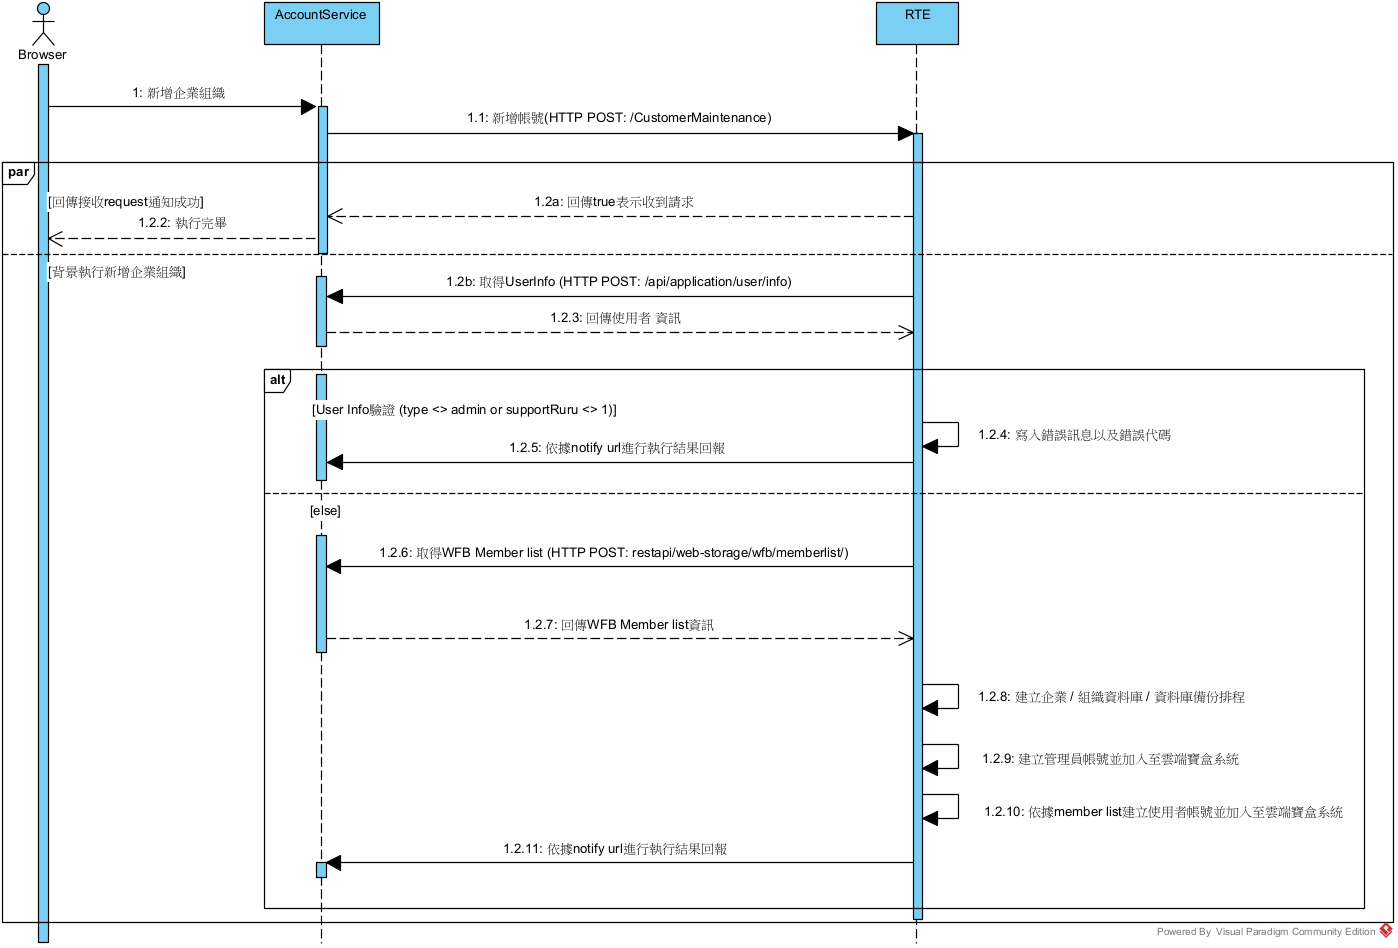 Browser
AccountService
RTE
1: 新增企業組織
1.1: 新增帳號(HTTP POST: /CustomerMaintenance)
par
[回傳接收request通知成功]
1.2a: 回傳true表示收到請求
1.2.2: 執行完畢
[背景執行新增企業組織]
1.2b: 取得UserInfo (HTTP POST: /api/application/user/info)
1.2.3: 回傳使用者 資訊
alt
[User Info驗證 (type <> admin or supportRuru <> 1)]
1.2.4: 寫入錯誤訊息以及錯誤代碼
1.2.5: 依據notify url進行執行結果回報
[else]
1.2.6: 取得WFB Member list (HTTP POST: restapi/web-storage/wfb/memberlist/)
1.2.7: 回傳WFB Member list資訊
1.2.8: 建立企業 / 組織資料庫 / 資料庫備份排程
1.2.9: 建立管理員帳號並加入至雲端寶盒系統
1.2.10: 依據member list建立使用者帳號並加入至雲端寶盒系統
1.2.11: 依據notify url進行執行結果回報
Powered By Visual Paradigm Community Edition